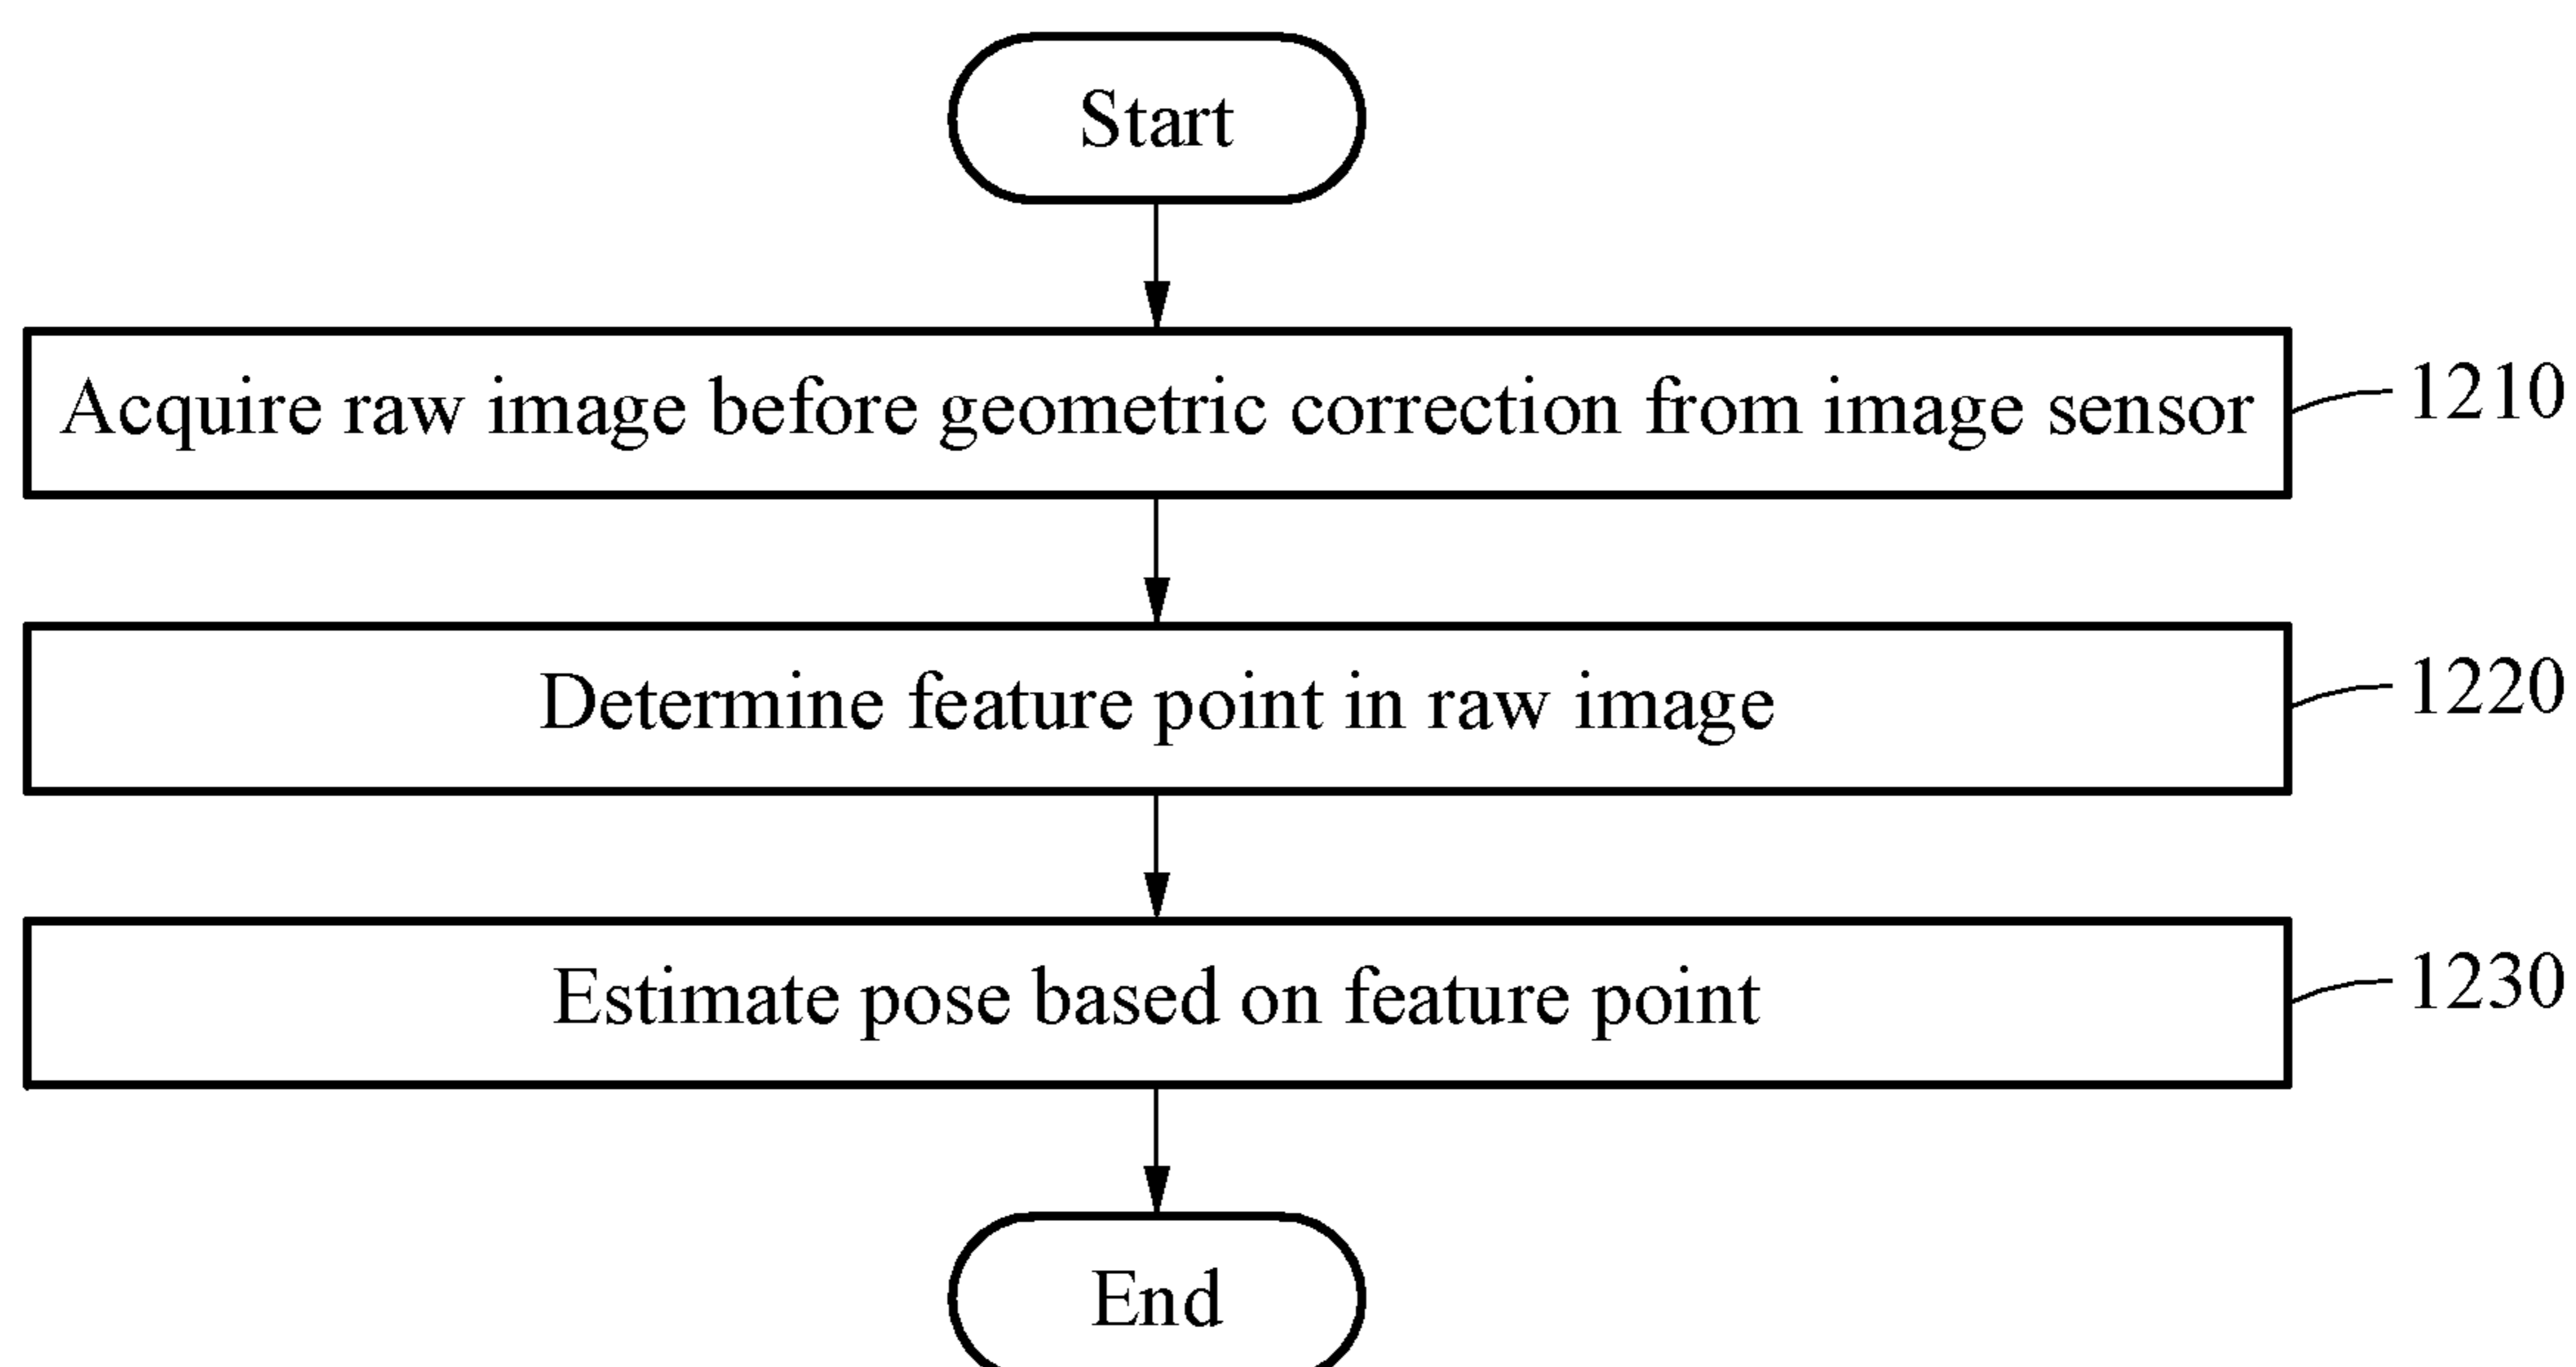 Start
Acquire raw image before geometric correction from image sensor
1210
Determine feature point in raw image
1220
Estimate pose based on feature point
1230
End